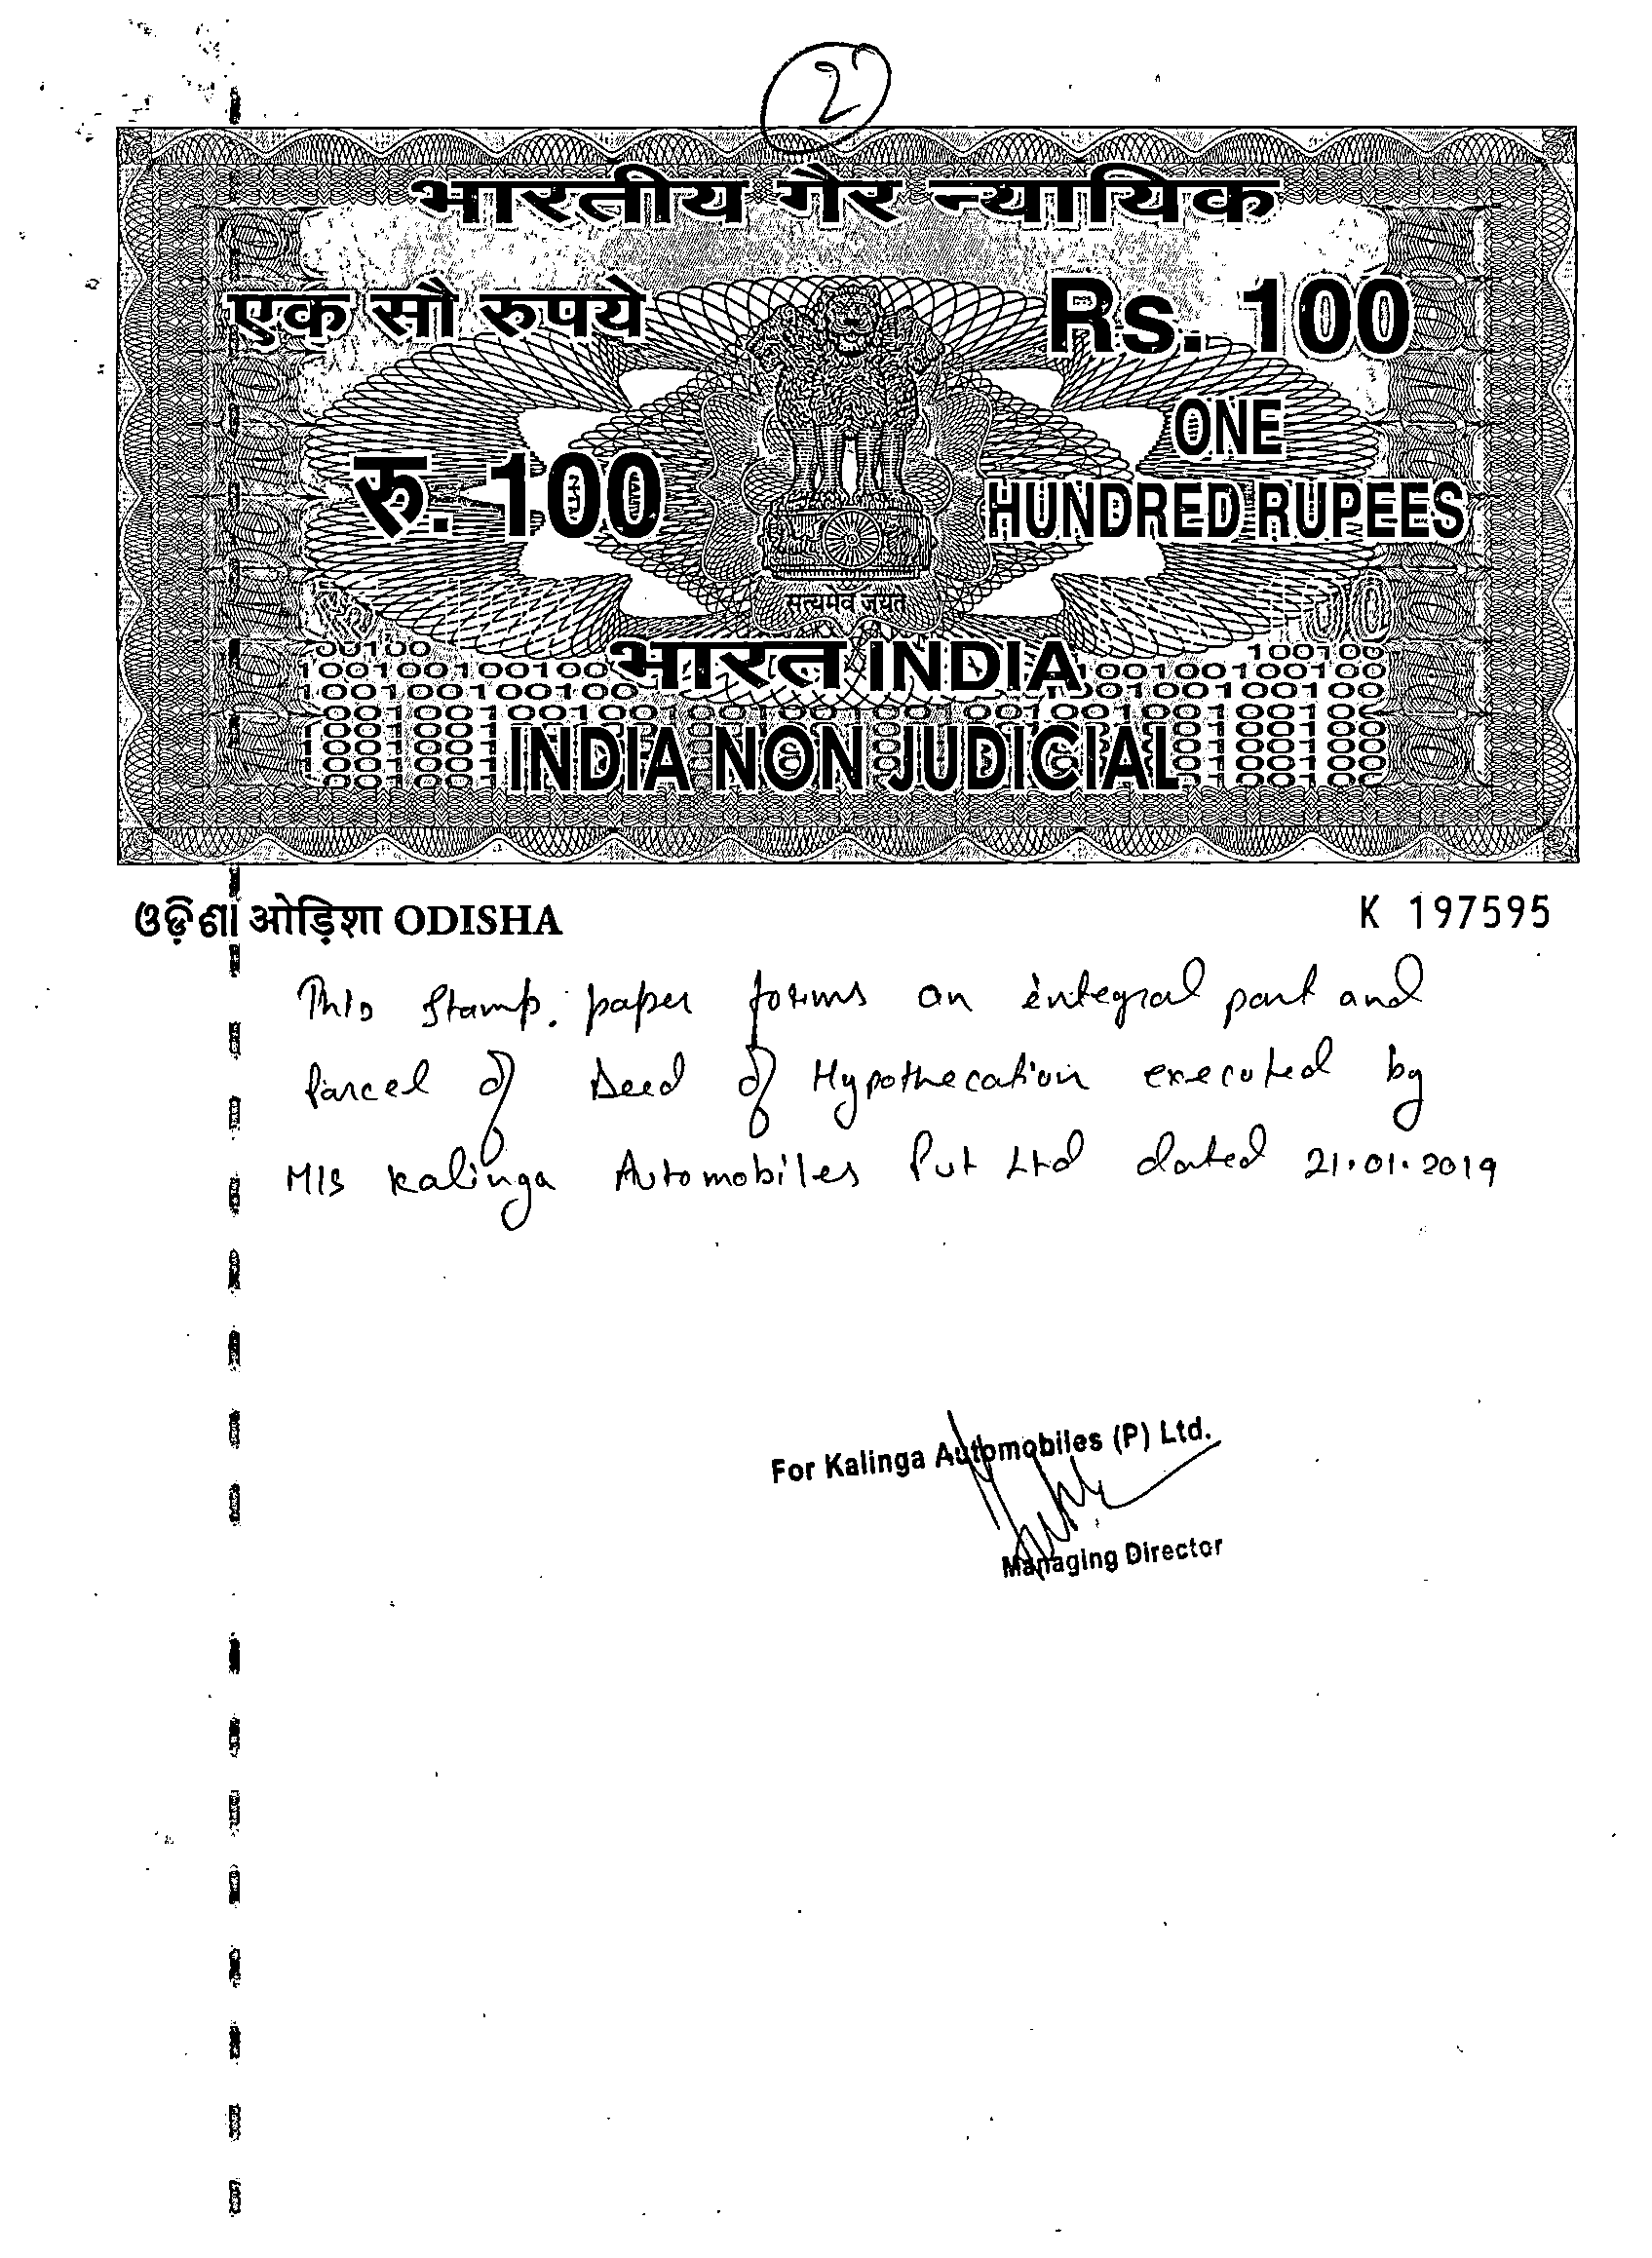 2
भारतीय गैर न्यायिक
एक सौ रुपये
Rs. 100
रु. 100
ONE
HUNDRED RUPEES
सत्यमेव जयते
भारत INDIA
INDIA NON JUDICIAL
ଓଡ଼ିଶା ओड़िशा ODISHA
K 197595
This Stamp. paper forms an integral part and
Parcel of Deed of Hypothecation executed by
M/s Kalinga Automobiles Pvt Ltd dated 21.01.2019
For Kalinga Automobiles (P) Ltd.
Managing Director